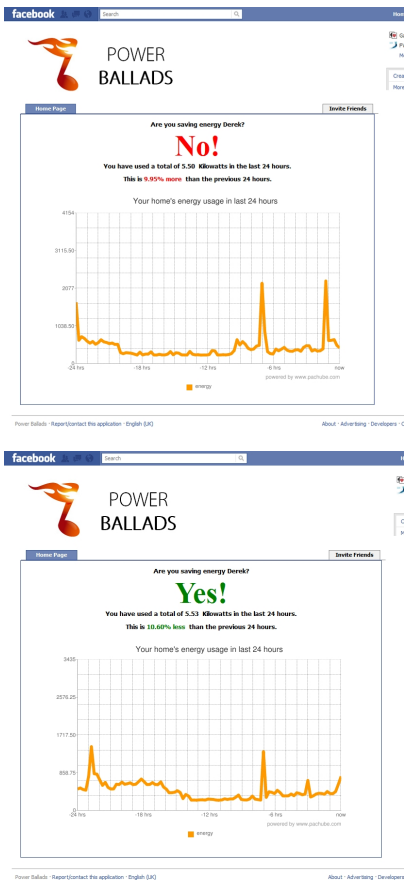 facebook Search Hom
POWER
BALLADS
Home Page Invite Friends
Are you saving energy Derek?
No!
You have used a total of 5.50 Kilowatts in the last 24 hours.
This is 9.95% more than the previous 24 hours.
Your home's energy usage in last 24 hours
4154
3115.50
2077
1038.50
0
-24 hrs -18 hrs -12 hrs -6 hrs now
powered by www.pachube.com
energy
Power Ballads · Report/contact this application · English (UK) About · Advertising · Developers · C
facebook Search
POWER
BALLADS
Home Page Invite Friends
Are you saving energy Derek?
Yes!
You have used a total of 5.53 Kilowatts in the last 24 hours.
This is 10.60% less than the previous 24 hours.
Your home's energy usage in last 24 hours
3435
2576.25
1717.50
858.75
0
-24 hrs -18 hrs -12 hrs -6 hrs now
powered by www.pachube.com
energy
Power Ballads · Report/contact this application · English (UK) About · Advertising · Developers